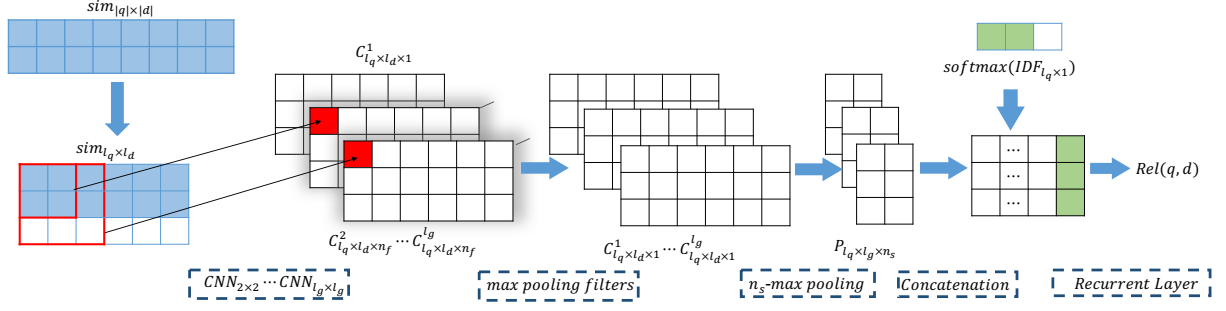 sim_{|q|×|d|}
C^1_{l_q×l_d×1}
softmax(IDF_{l_q×1})
sim_{l_q×l_d}
...
...
...
Rel(q, d)
C^2_{l_q×l_d×n_f} ⋯ C^{l_g}_{l_q×l_d×n_f}
C^1_{l_q×l_d×1} ⋯ C^{l_g}_{l_q×l_d×1}
P_{l_q×l_g×n_s}
CNN_{2×2} ⋯ CNN_{l_g×l_g}
max pooling filters
n_s-max pooling
Concatenation
Recurrent Layer